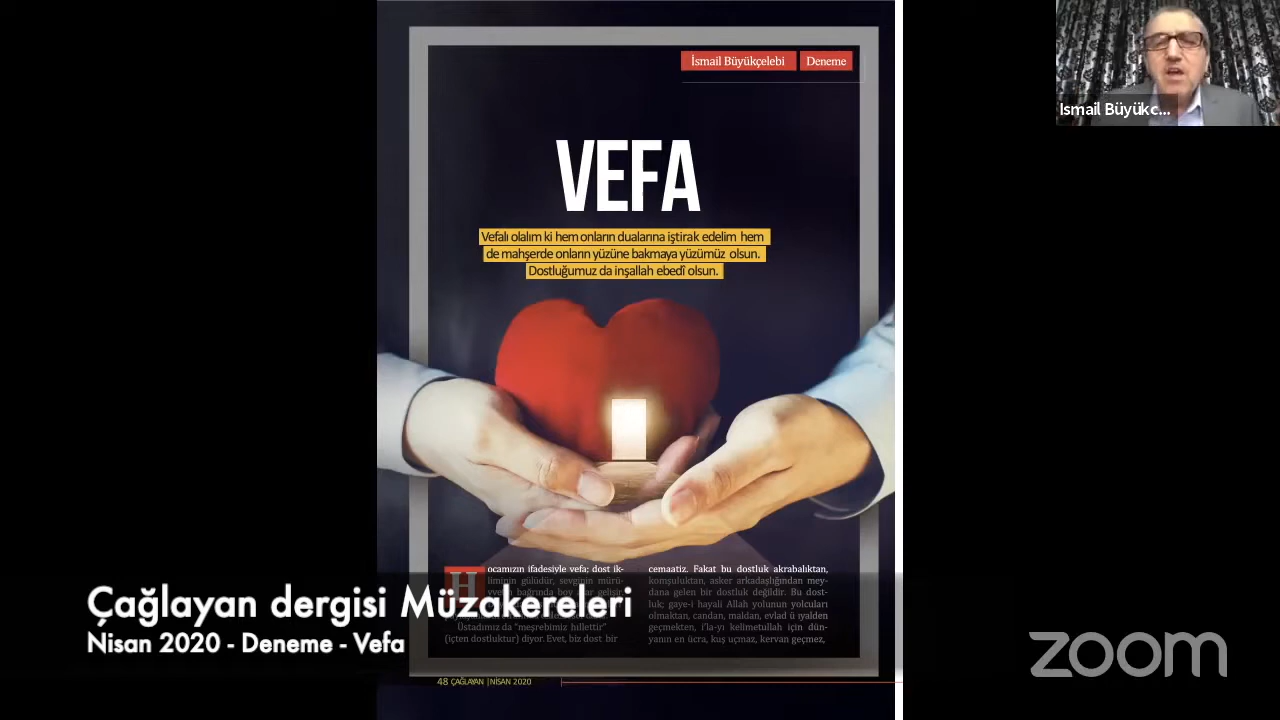 İsmail Büyükçelebi Deneme
VEFA
Vefalı olalım ki hem onların dualarına iştirak edelim hem
de mahşerde onların yüzüne bakmaya yüzümüz olsun.
Dostluğumuz da inşallah ebedî olsun.
Hocamızın ifadesiyle vefa; dost ik-
liminin gülüdür, sevginin mürü-
Üstadımız da "meşrebimiz hıllettir"
(içten dostluktur) diyor. Evet, biz dost bir
cemaatiz. Fakat bu dostluk akrabalıktan,
komşuluktan, asker arkadaşlığından mey-
dana gelen bir dostluk değildir. Bu dost-
luk; gaye-i hayali Allah yolunun yolcuları
olmaktan, candan, maldan, evlad ü iyalden
geçmekten, i'la-yı kelimetullah için dün-
yanın en ücra, kuş uçmaz, kervan geçmez,
48 ÇAĞLAYAN | NİSAN 2020
Çağlayan dergisi Müzakereleri
Nisan 2020 - Deneme - Vefa
Ismail Büyükc...
zoom